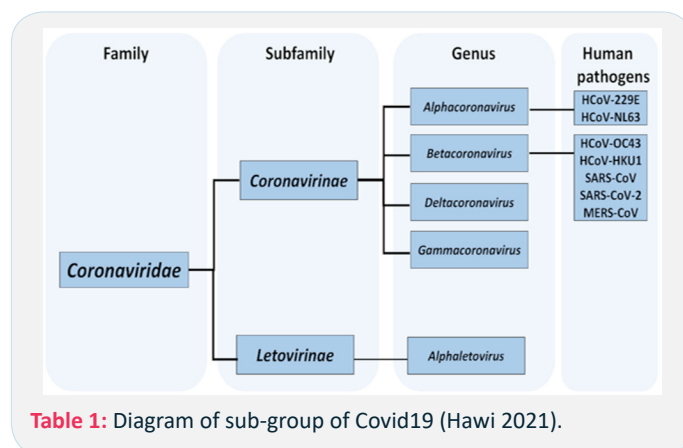 Family
Subfamily
Genus
Human
pathogens
Coronaviridae
Coronavirinae
Letovirinae
Alphacoronavirus
Betacoronavirus
Deltacoronavirus
Gammacoronavirus
Alphaletovirus
HCoV-229E
HCoV-NL63
HCoV-OC43
HCoV-HKU1
SARS-CoV
SARS-CoV-2
MERS-CoV
Table 1: Diagram of sub-group of Covid19 (Hawi 2021).